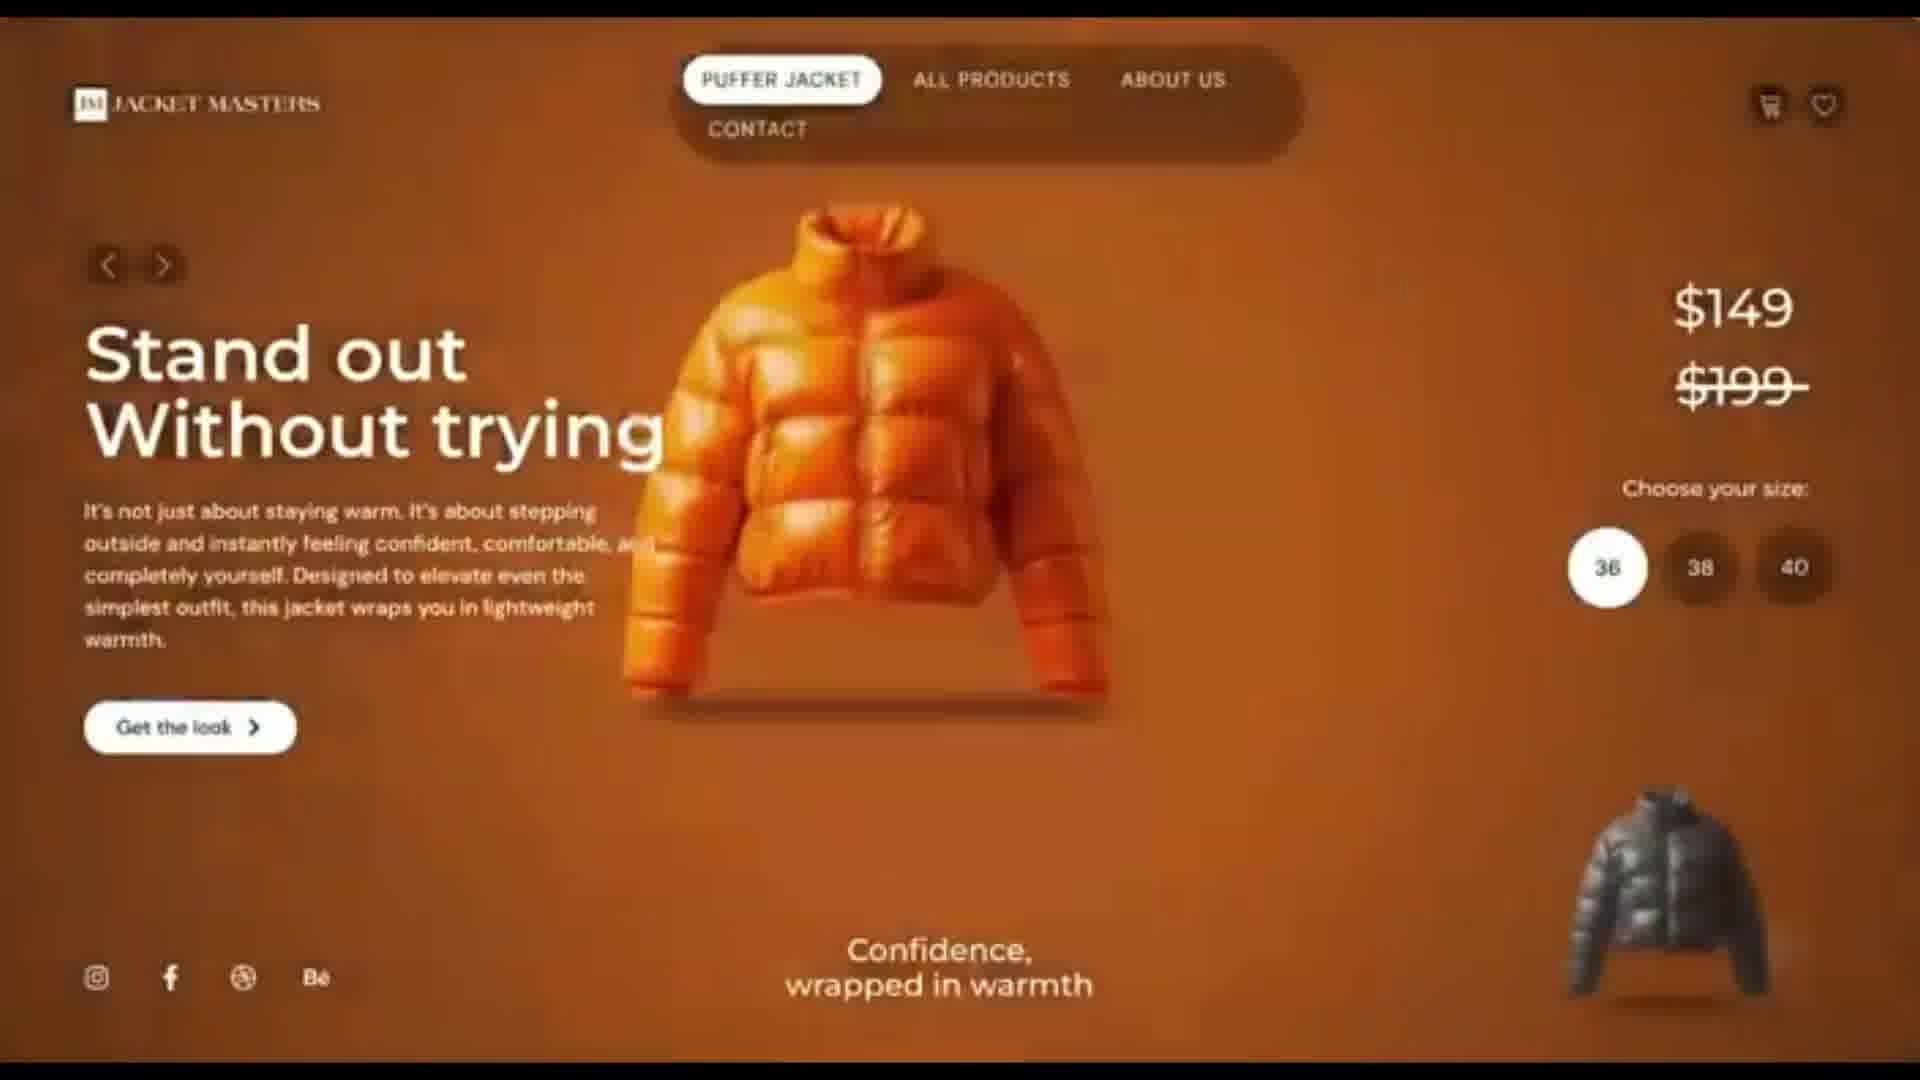 JM JACKET MASTERS
PUFFER JACKET ALL PRODUCTS ABOUT US
CONTACT
Stand out
Without trying
It's not just about staying warm. It's about stepping
outside and instantly feeling confident, comfortable, and
completely yourself. Designed to elevate even the
simplest outfit, this jacket wraps you in lightweight
warmth.
Get the look
$149
$199
Choose your size:
36 38 40
Confidence,
wrapped in warmth
Bē